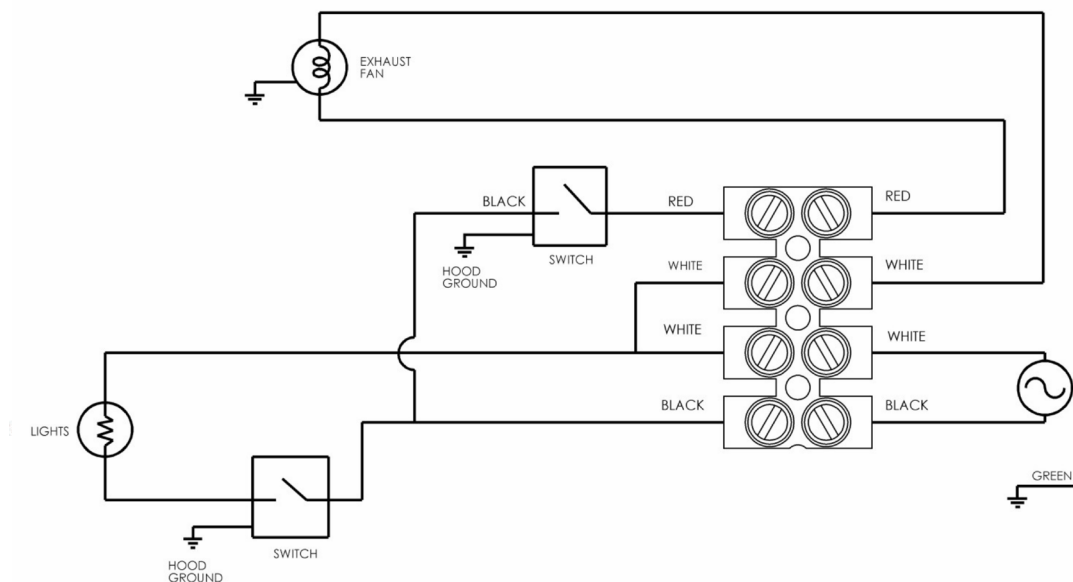 EXHAUST
FAN
BLACK
RED
RED
HOOD
GROUND
SWITCH
WHITE
WHITE
WHITE
WHITE
BLACK
BLACK
LIGHTS
GREEN
HOOD
GROUND
SWITCH